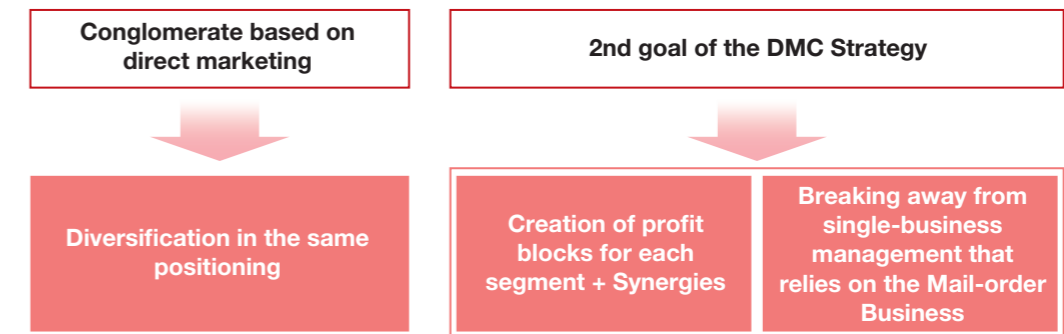 Conglomerate based on
direct marketing
2nd goal of the DMC Strategy
Diversification in the same
positioning
Creation of profit
blocks for each
segment + Synergies
Breaking away from
single-business
management that
relies on the Mail-order
Business